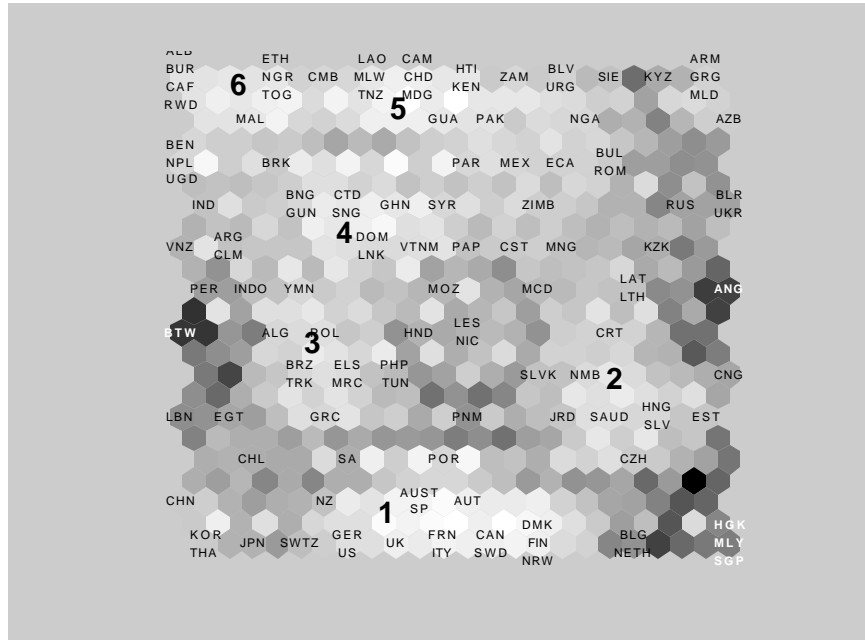 ALB ETH LAO CAM ARM
BUR NGR CMB MLW CHD HTI ZAM BLV SIE KYZ GRG
CAF 6 TOG TNZ MDG KEN URG MLD
RWD MAL 5 GUA PAK NGA AZB
BEN BUL
NPL BRK PAR MEX ECA ROM
UGD
IND BNG CTD GHN SYR ZIMB RUS BLR
GUN SNG UKR
VNZ ARG 4 DOM VTNM PAP CST MNG KZK
CLM LNK
PER INDO YMN MOZ MCD LAT ANG
LTH
BTW ALG BOL HND LES CRT
3 NIC
BRZ ELS PHP SLVK NMB 2 CNG
TRK MRC TUN
LBN EGT GRC PNM JRD SAUD HNG EST
SLV
CHL SA POR CZH
CHN NZ AUST AUT
1 SP
KOR JPN SWTZ GER UK FRN CAN DMK BLG HGK
THA US ITY SWD FIN NETH MLY
NRW SGP